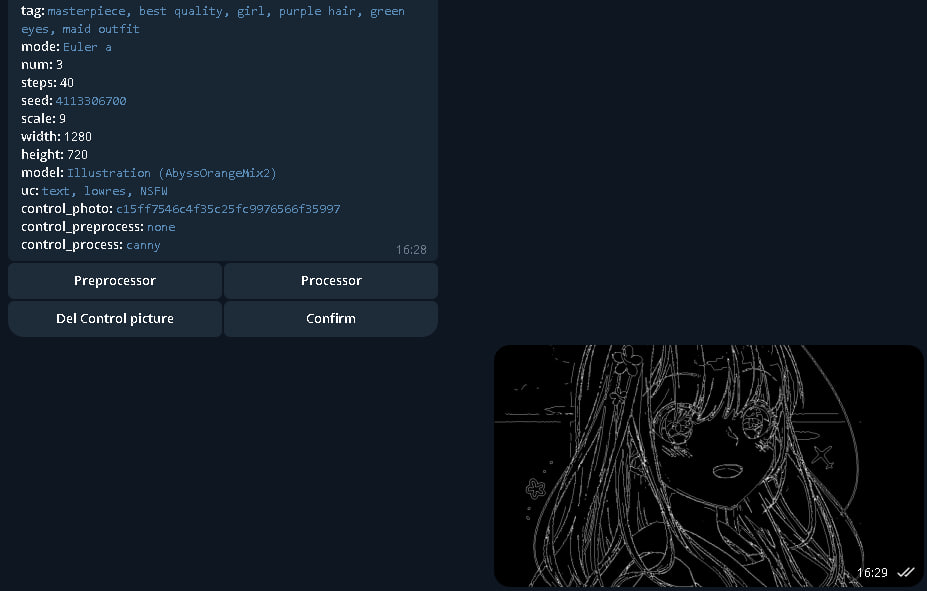 tag: masterpiece, best quality, girl, purple hair, green
eyes, maid outfit
mode: Euler a
num: 3
steps: 40
seed: 4113306700
scale: 9
width: 1280
height: 720
model: Illustration (AbyssOrangeMix2)
uc: text, lowres, NSFW
control_photo: c15ff7546c4f35c25fc9976566f35997
control_preprocess: none
control_process: canny
16:28
Preprocessor
Processor
Del Control picture
Confirm
16:29